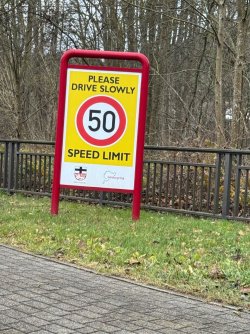 PLEASE
DRIVE SLOWLY
50
SPEED LIMIT